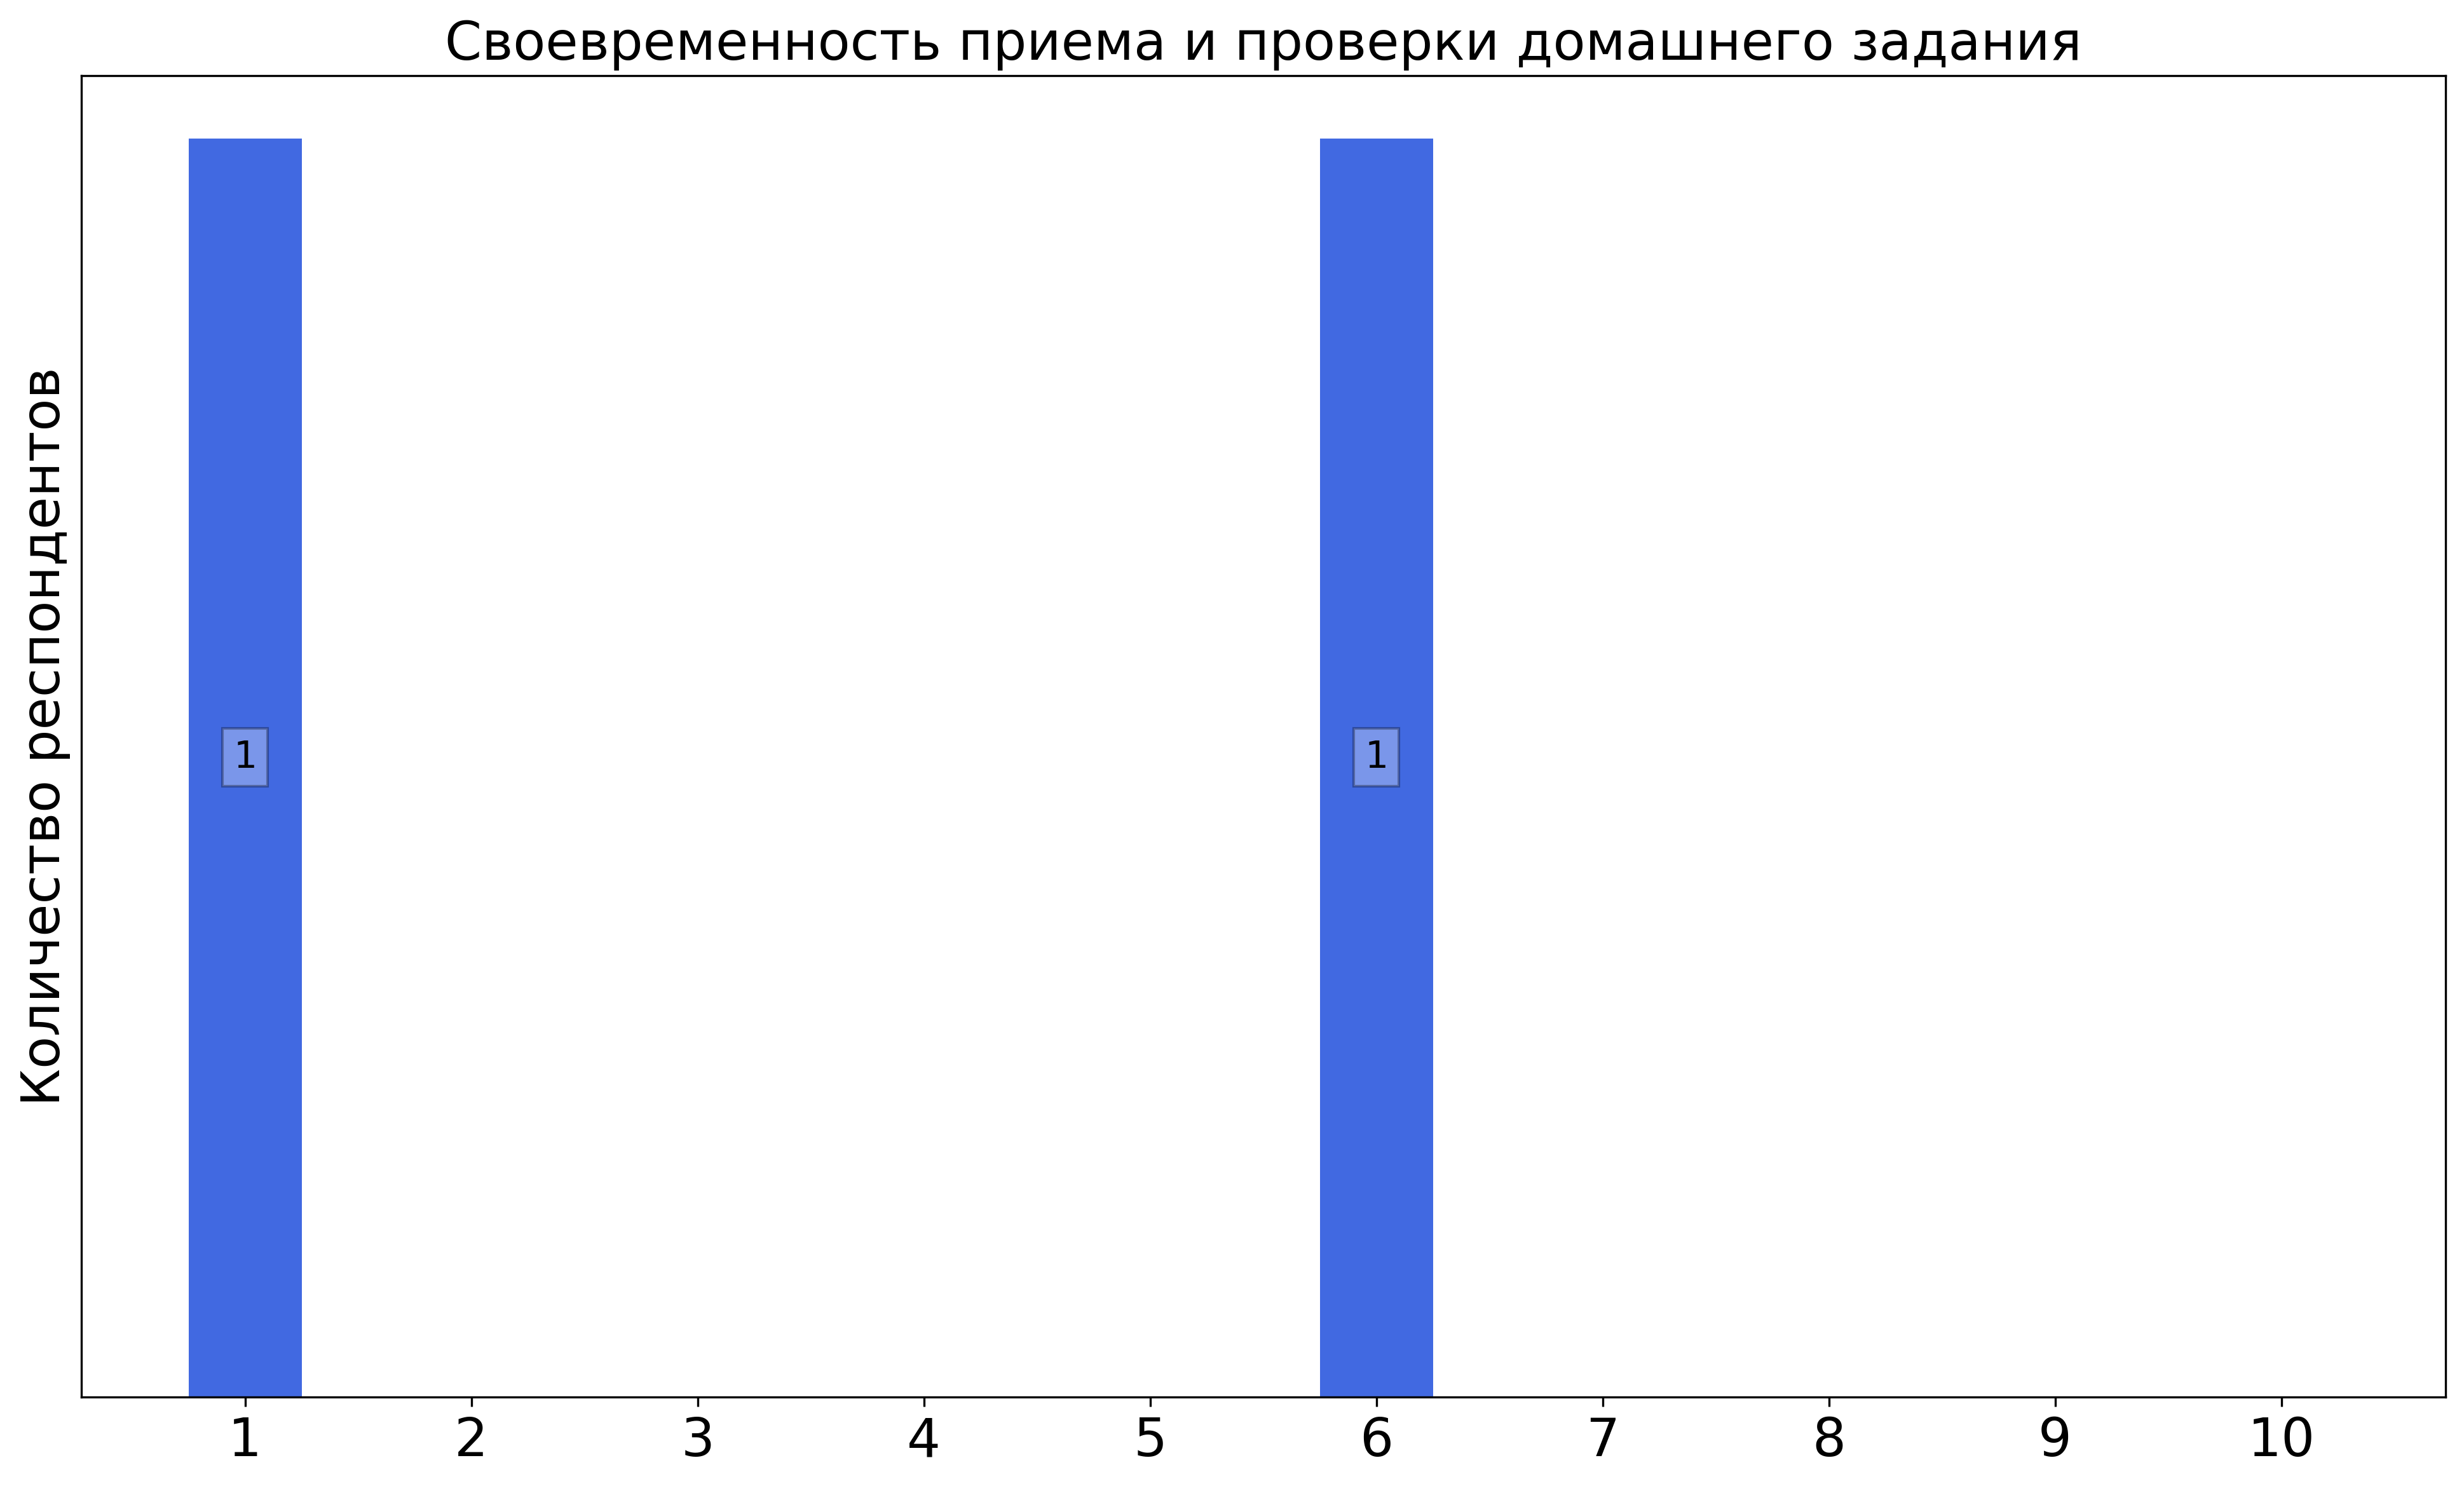 Своевременность приема и проверки домашнего задания
Количество респондентов
1
1
1 2 3 4 5 6 7 8 9 10